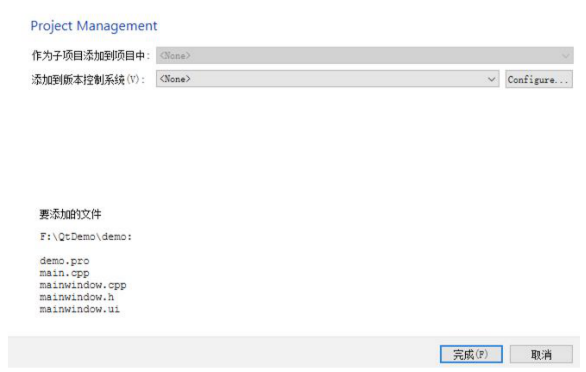 Project Management
作为子项目添加到项目中: <None>
添加到版本控制系统(V): <None> Configure...
要添加的文件
F:\QtDemo\demo:
demo.pro
main.cpp
mainwindow.cpp
mainwindow.h
mainwindow.ui
完成(F) 取消